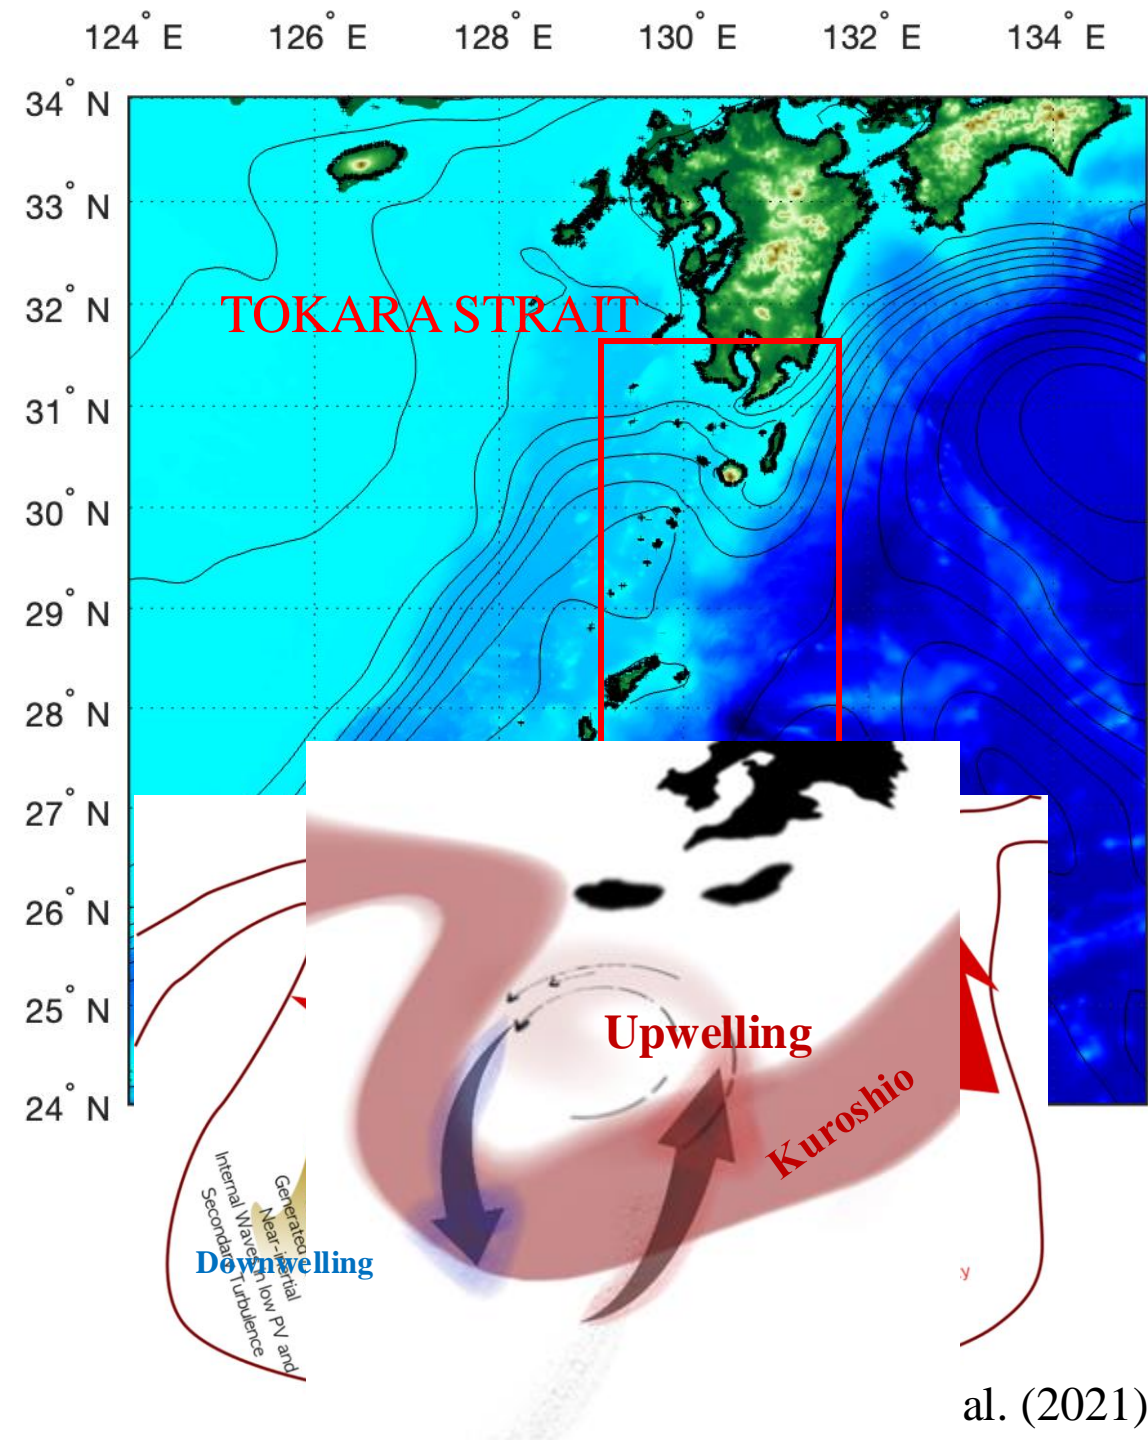 124° E 126° E 128° E 130° E 132° E 134° E
34° N
33° N
32° N
TOKARA STRAIT
31° N
30° N
29° N
28° N
27° N
26° N
25° N
Upwelling
Kuroshio
24° N
Generated
Near-inertial
Internal Waves in low PV and
Secondary Turbulence
Downwelling
y
al. (2021)